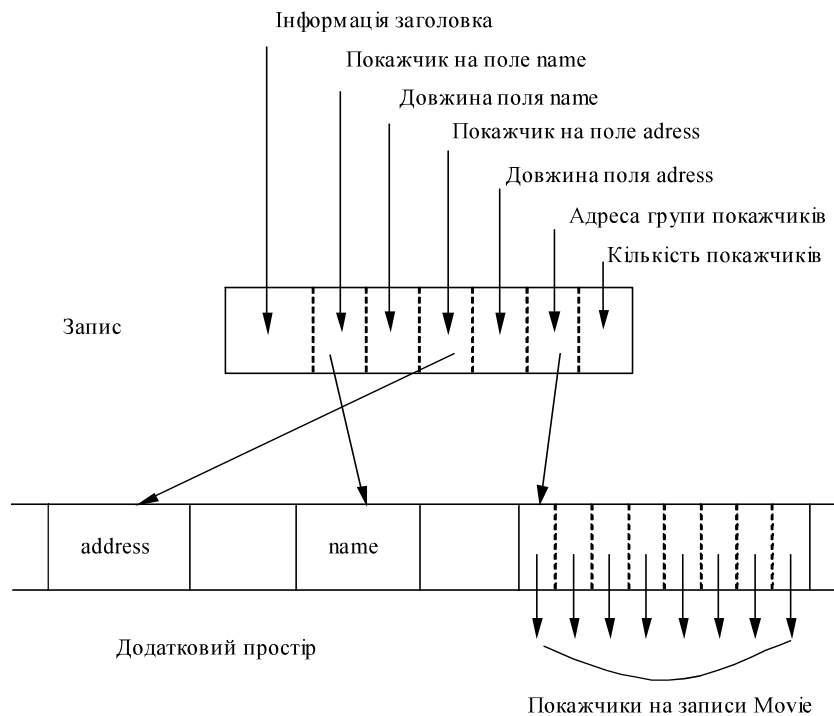 Інформація заголовка
Покажчик на поле name
Довжина поля name
Покажчик на поле adress
Довжина поля adress
Адреса групи покажчиків
Кількість покажчиків
Запис
address
name
Додатковий простір
Покажчики на записи Movie